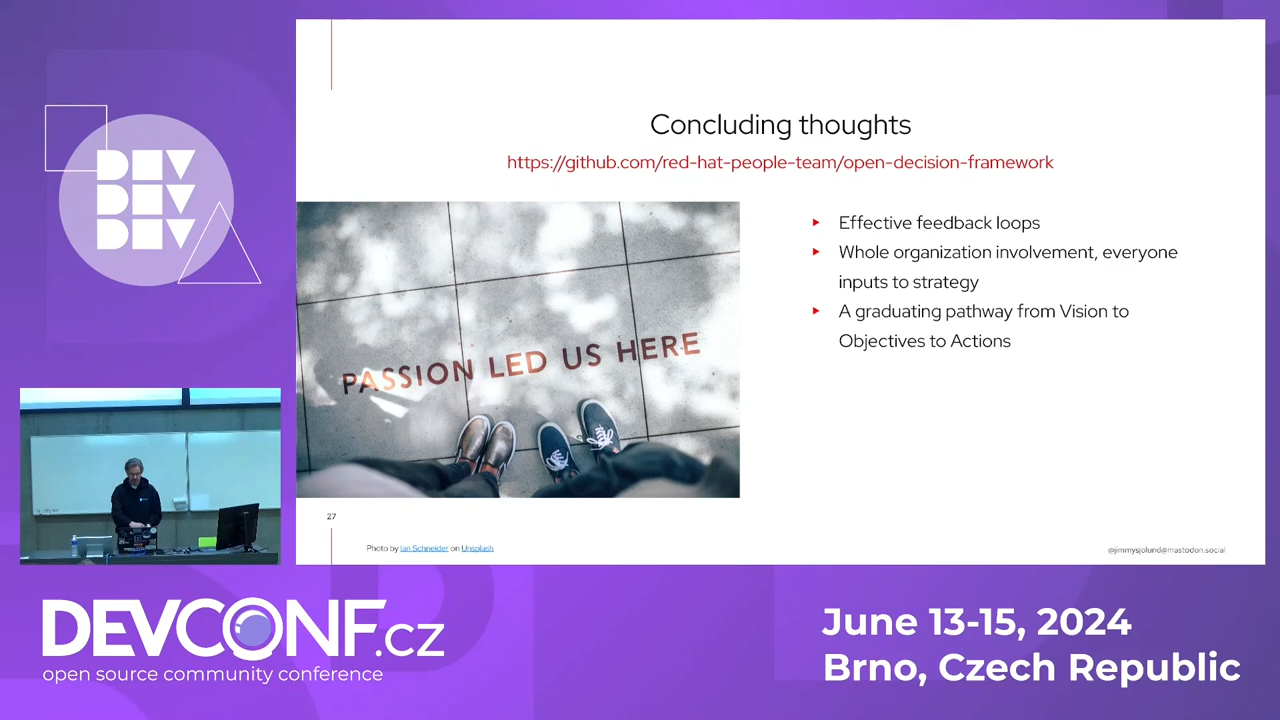 DEV
DEV
DEV
Concluding thoughts
https://github.com/red-hat-people-team/open-decision-framework
PASSION LED US HERE
▸ Effective feedback loops
▸ Whole organization involvement, everyone
inputs to strategy
▸ A graduating pathway from Vision to
Objectives to Actions
27
Photo by Ian Schneider on Unsplash
@jimmysjolund@mastodon.social
DEVCONF.cz
open source community conference
June 13-15, 2024
Brno, Czech Republic